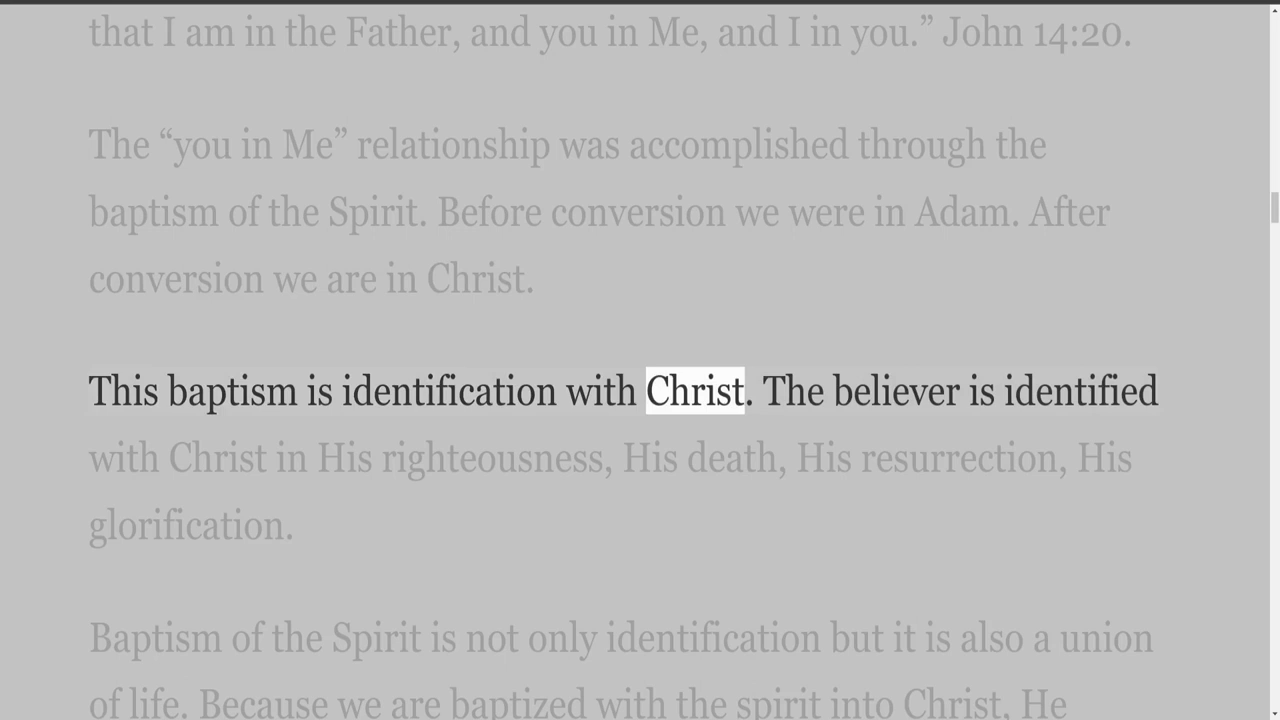 that I am in the Father, and you in Me, and I in you.” John 14:20.
The “you in Me” relationship was accomplished through the
baptism of the Spirit. Before conversion we were in Adam. After
conversion we are in Christ.
This baptism is identification with Christ. The believer is identified
with Christ in His righteousness, His death, His resurrection, His
glorification.
Baptism of the Spirit is not only identification but it is also a union
of life. Because we are baptized with the spirit into Christ, He